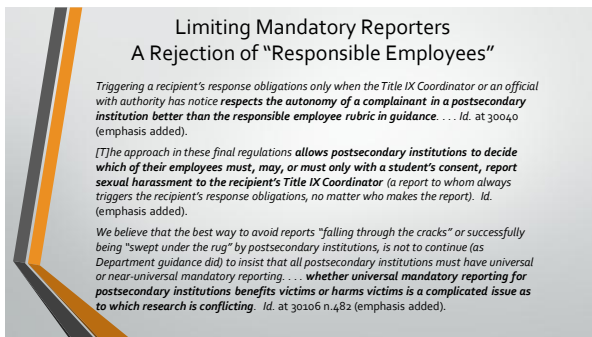 Limiting Mandatory Reporters
A Rejection of “Responsible Employees”
Triggering a recipient’s response obligations only when the Title IX Coordinator or an official
with authority has notice respects the autonomy of a complainant in a postsecondary
institution better than the responsible employee rubric in guidance. . . . Id. at 30040
(emphasis added).
[T]he approach in these final regulations allows postsecondary institutions to decide
which of their employees must, may, or must only with a student’s consent, report
sexual harassment to the recipient’s Title IX Coordinator (a report to whom always
triggers the recipient’s response obligations, no matter who makes the report). Id.
(emphasis added).
We believe that the best way to avoid reports “falling through the cracks” or successfully
being “swept under the rug” by postsecondary institutions, is not to continue (as
Department guidance did) to insist that all postsecondary institutions must have universal
or near-universal mandatory reporting. . . . whether universal mandatory reporting for
postsecondary institutions benefits victims or harms victims is a complicated issue as
to which research is conflicting. Id. at 30106 n.482 (emphasis added).